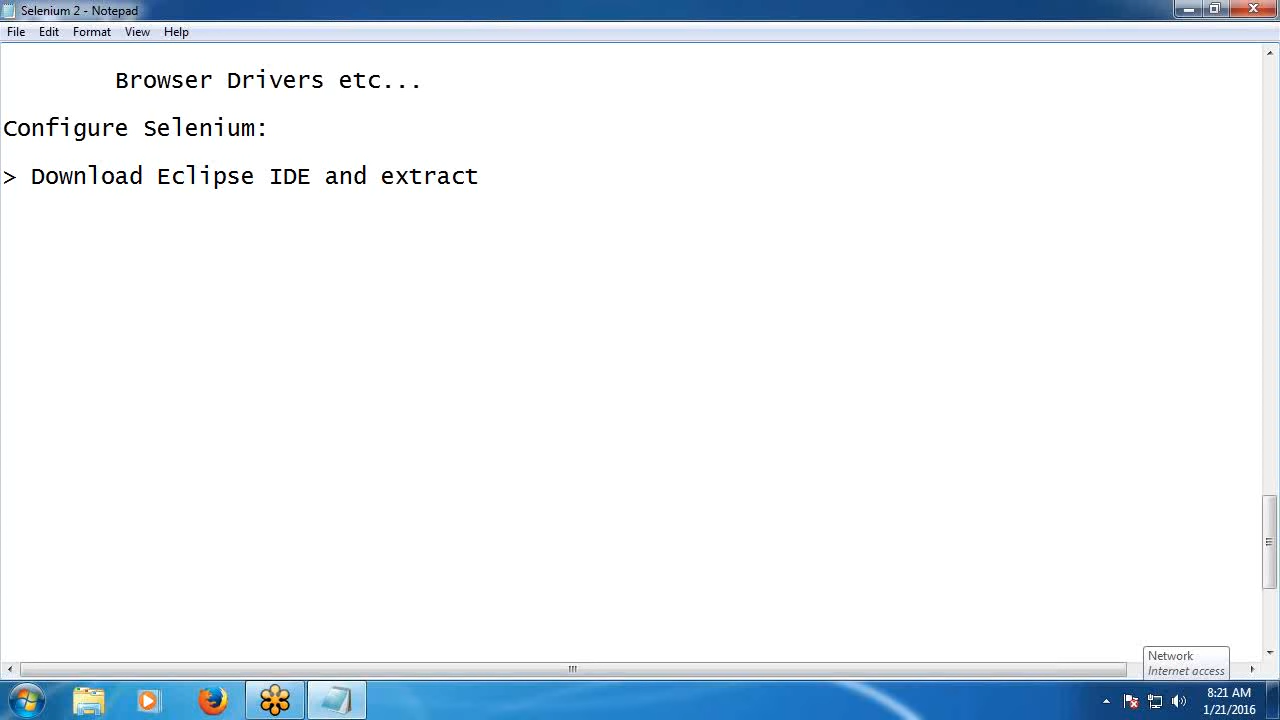 Selenium 2 - Notepad
File Edit Format View Help
Browser Drivers etc...
Configure Selenium:
> Download Eclipse IDE and extract
Network
Internet access
8:21 AM
1/21/2016